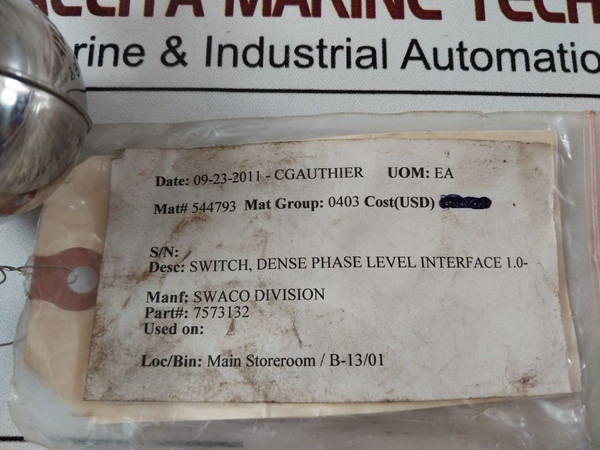 MARINE TECH
rine & Industrial Automatio
Date: 09-23-2011 - CGAUTHIER UOM: EA
Mat# 544793 Mat Group: 0403 Cost(USD)
S/N:
Desc: SWITCH, DENSE PHASE LEVEL INTERFACE 1.0-
Manf: SWACO DIVISION
Part#: 7573132
Used on:
Loc/Bin: Main Storeroom / B-13/01